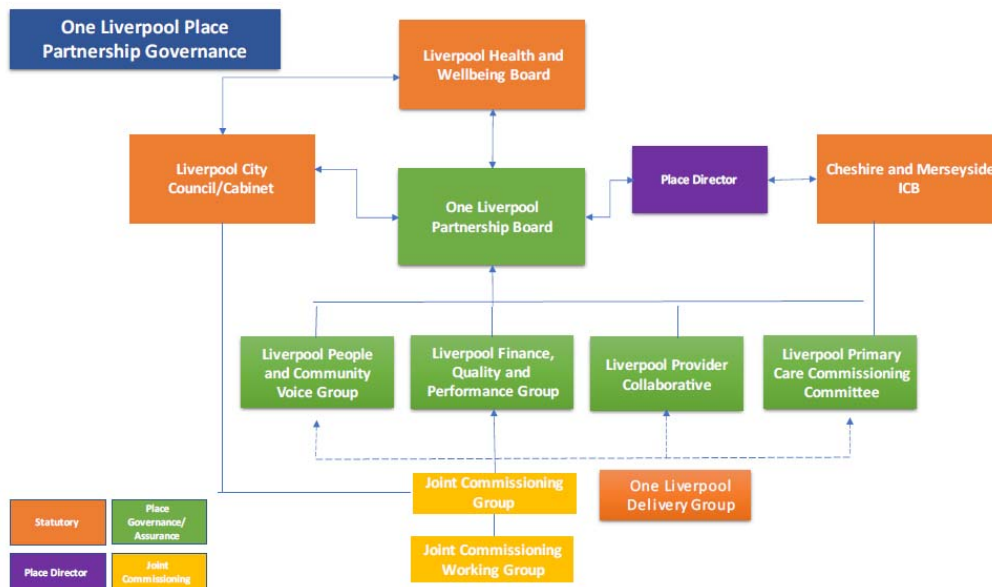 One Liverpool Place
Partnership Governance
Liverpool Health and
Wellbeing Board
Liverpool City
Council/Cabinet
One Liverpool
Partnership Board
Place Director
Cheshire and Merseyside
ICB
Liverpool People
and Community
Voice Group
Liverpool Finance,
Quality and
Performance Group
Liverpool Provider
Collaborative
Liverpool Primary
Care Commissioning
Committee
Joint Commissioning
Group
One Liverpool
Delivery Group
Joint Commissioning
Working Group
Statutory
Place
Governance/
Assurance
Place Director
Joint
Commissioning